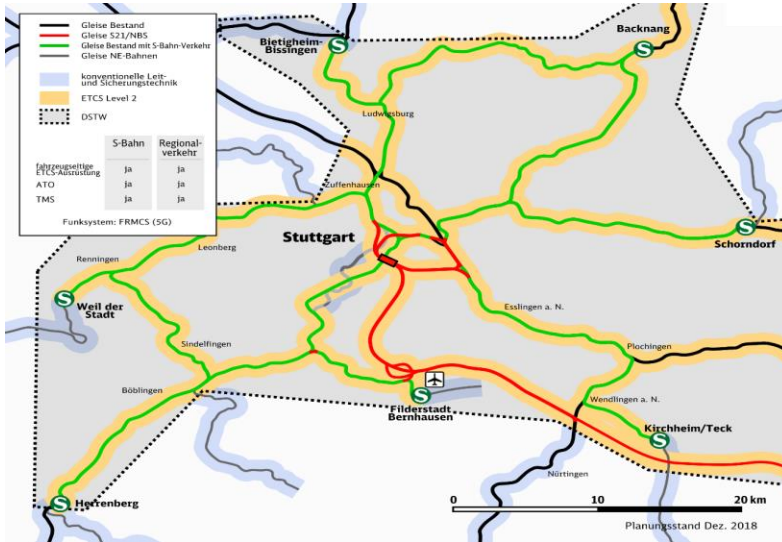 Gleise Bestand
Gleise S21/NBS
Gleise Bestand mit S-Bahn-Verkehr
Gleise NE-Bahnen
konventionelle Leit-
und Sicherungstechnik
ETCS Level 2
DSTW
S-Bahn
Regional-
verkehr
fahrzeugseitige
ETCS-Ausrüstung
Ja
Ja
ATO
Ja
Ja
TMS
Ja
Ja
Funksystem: FRMCS (5G)
Bietigheim-
Bissingen
S
Backnang
S
Ludwigsburg
Zuffenhausen
Stuttgart
Leonberg
Renningen
S
Weil der
Stadt
Schorndorf
S
Esslingen a. N.
Sindelfingen
Plochingen
Böblingen
S
Filderstadt
Bernhausen
Wendlingen a. N.
Kirchheim/Teck
S
Nürtingen
S
Herrenberg
0
10
20 km
Planungsstand Dez. 2018